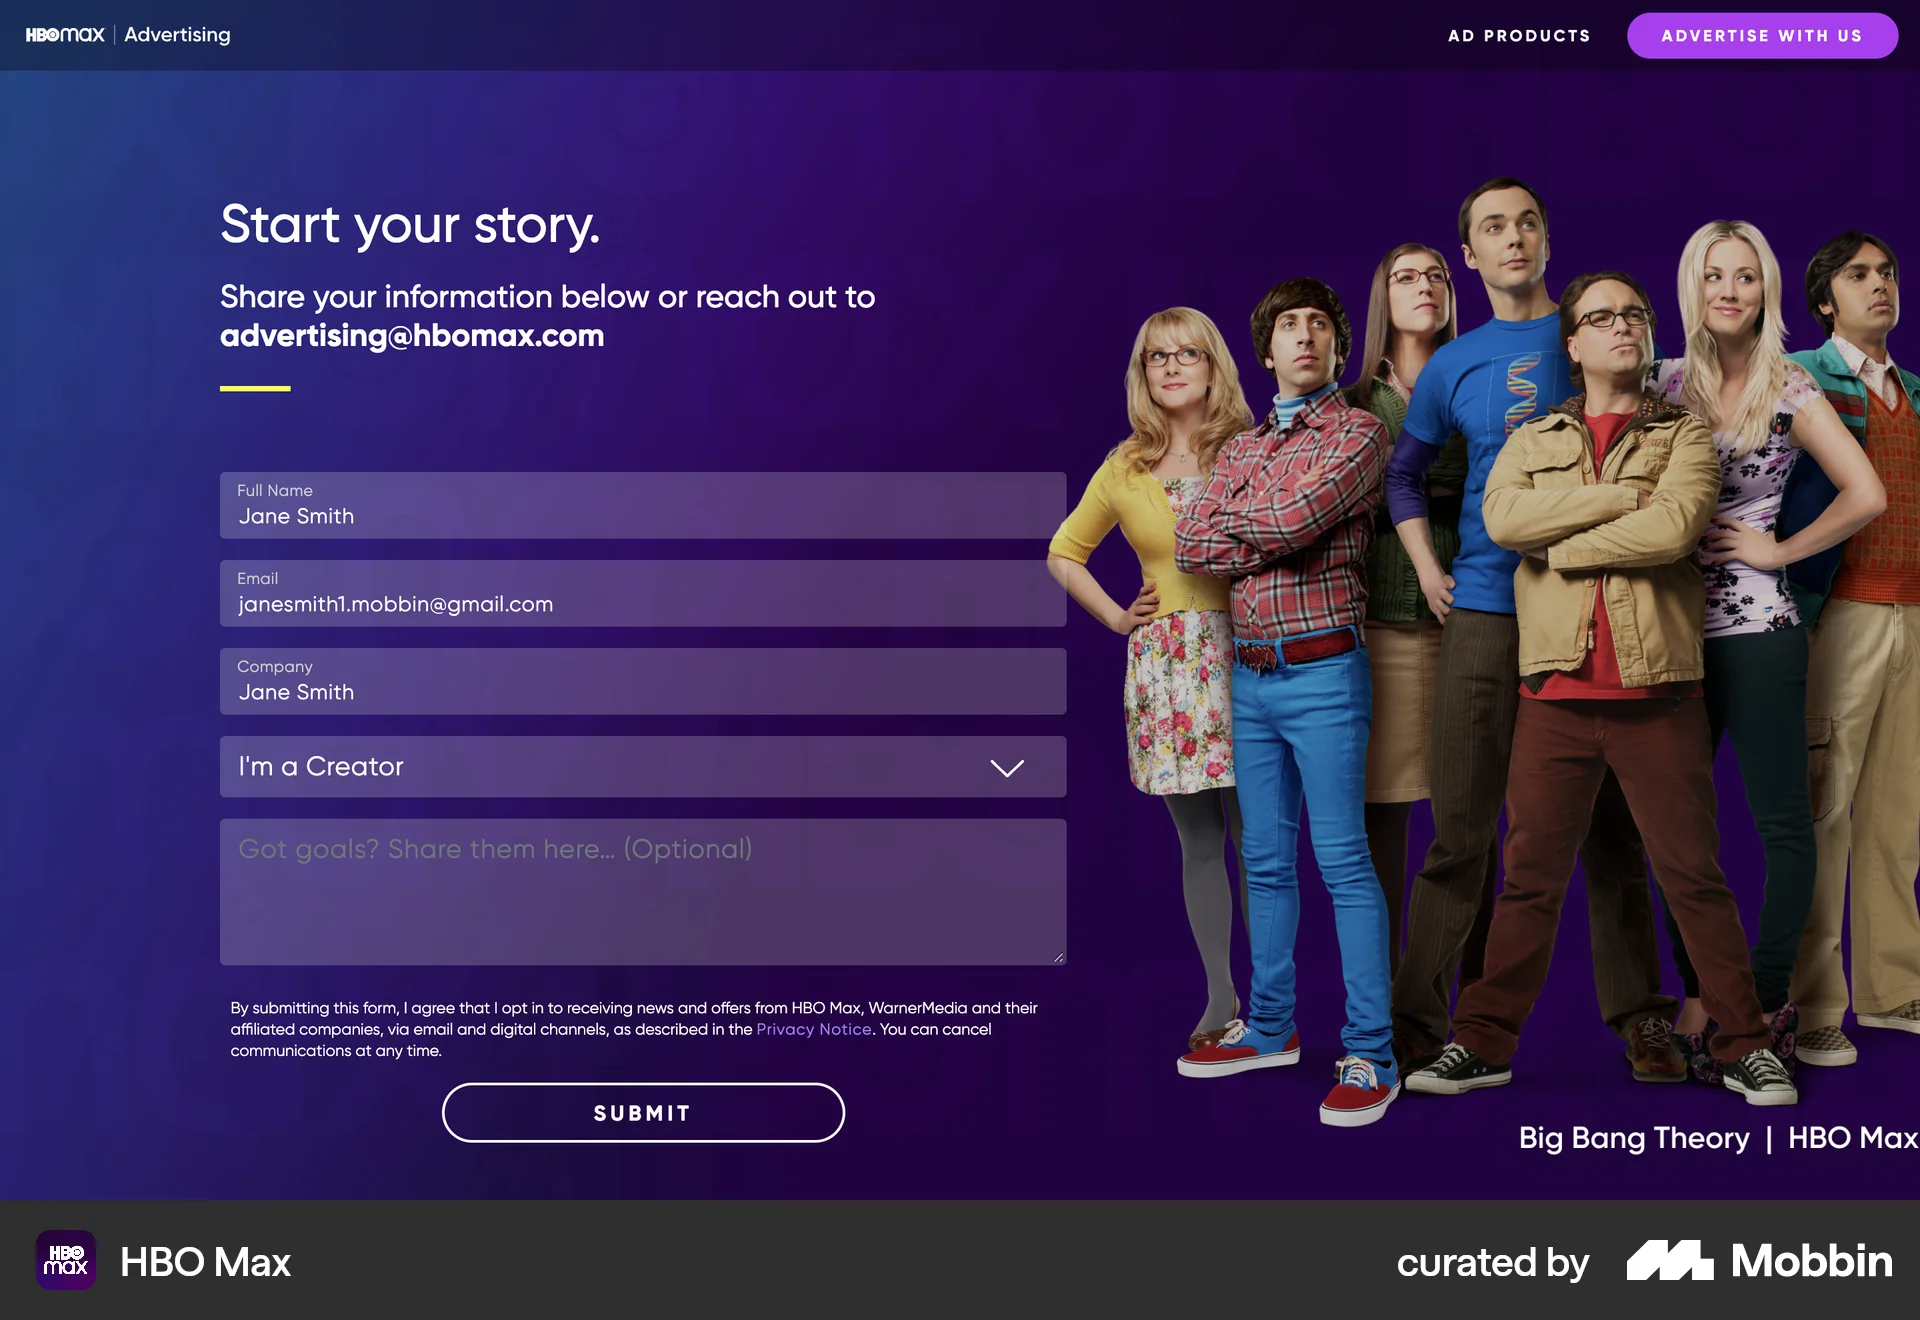 HBOmax | Advertising
AD PRODUCTS
ADVERTISE WITH US
Start your story.
Share your information below or reach out to
advertising@hbomax.com
Full Name
Jane Smith
Email
janesmith1.mobbin@gmail.com
Company
Jane Smith
I'm a Creator
Got goals? Share them here... (Optional)
By submitting this form, I agree that I opt in to receiving news and offers from HBO Max, WarnerMedia and their
affiliated companies, via email and digital channels, as described in the Privacy Notice. You can cancel
communications at any time.
SUBMIT
Big Bang Theory | HBO Max
HBO
max
HBO Max
curated by
Mobbin